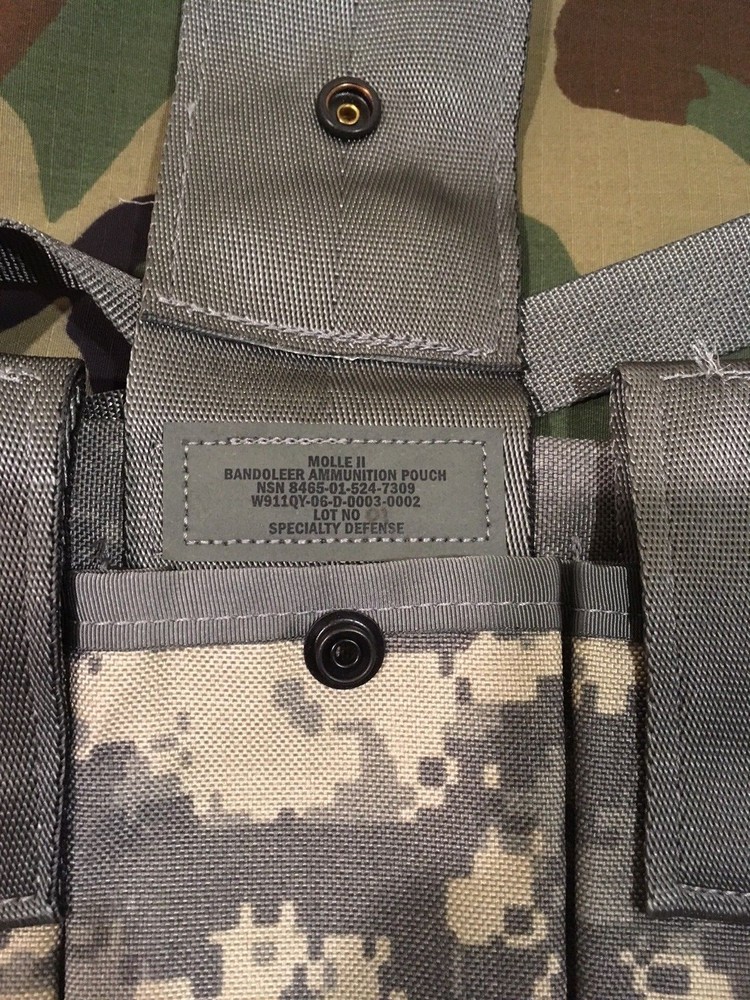 MOLLE II
BANDOLEER AMMUNITION POUCH
NSN 8465-01-524-7309
W911QY-06-D-0003-0002
LOT NO
SPECIALTY DEFENSE